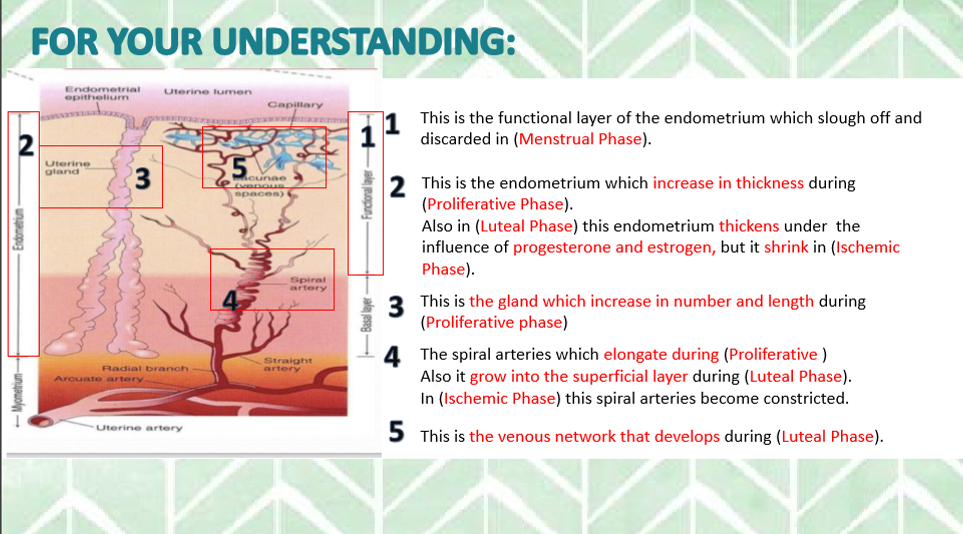 FOR YOUR UNDERSTANDING:
Endometrial
epithelium
Uterine lumen
Capillary
2
1
Uterine
gland
3
5
Lacunae
(venous
spaces)
Functional layer
Endometrium
Spiral
artery
4
Basal layer
Radial branch
Straight
artery
Arcuate artery
Myometrium
Uterine artery
1 This is the functional layer of the endometrium which slough off and
discarded in (Menstrual Phase).
2 This is the endometrium which increase in thickness during
(Proliferative Phase).
Also in (Luteal Phase) this endometrium thickens under the
influence of progesterone and estrogen, but it shrink in (Ischemic
Phase).
3 This is the gland which increase in number and length during
(Proliferative phase)
4 The spiral arteries which elongate during (Proliferative )
Also it grow into the superficial layer during (Luteal Phase).
In (Ischemic Phase) this spiral arteries become constricted.
5 This is the venous network that develops during (Luteal Phase).